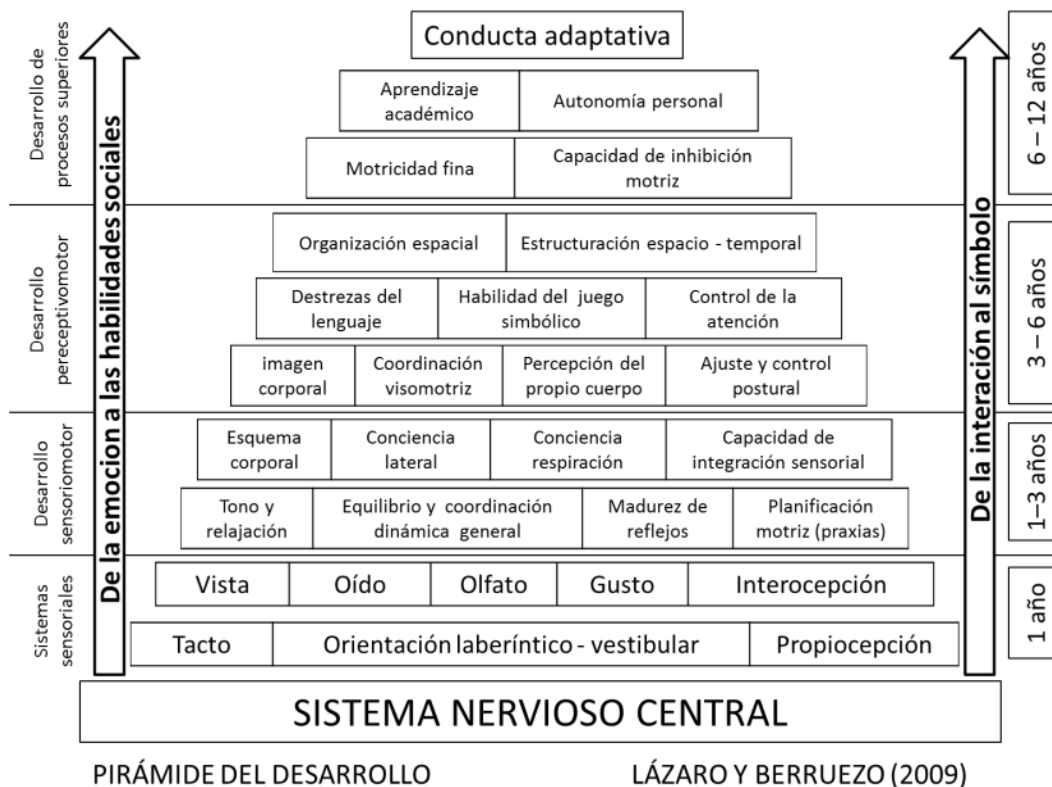 Conducta adaptativa
Aprendizaje
académico
Autonomía personal
Motricidad fina
Capacidad de inhibición
motriz
Desarrollo de
procesos superiores
6 – 12 años
Organización espacial
Estructuración espacio - temporal
Destrezas del
lenguaje
Habilidad del juego
simbólico
Control de la
atención
imagen
corporal
Coordinación
visomotriz
Percepción del
propio cuerpo
Ajuste y control
postural
Desarrollo
pereceptivomotor
3 – 6 años
Esquema
corporal
Conciencia
lateral
Conciencia
respiración
Capacidad de
integración sensorial
Tono y
relajación
Equilibrio y coordinación
dinámica general
Madurez de
reflejos
Planificación
motriz (praxias)
Desarrollo
sensoriomotor
1–3 años
Vista
Oído
Olfato
Gusto
Interocepción
Tacto
Orientación laberíntico - vestibular
Propiocepción
Sistemas
sensoriales
1 año
De la emocion a las habilidades sociales
De la interación al símbolo
SISTEMA NERVIOSO CENTRAL
PIRÁMIDE DEL DESARROLLO
LÁZARO Y BERRUEZO (2009)